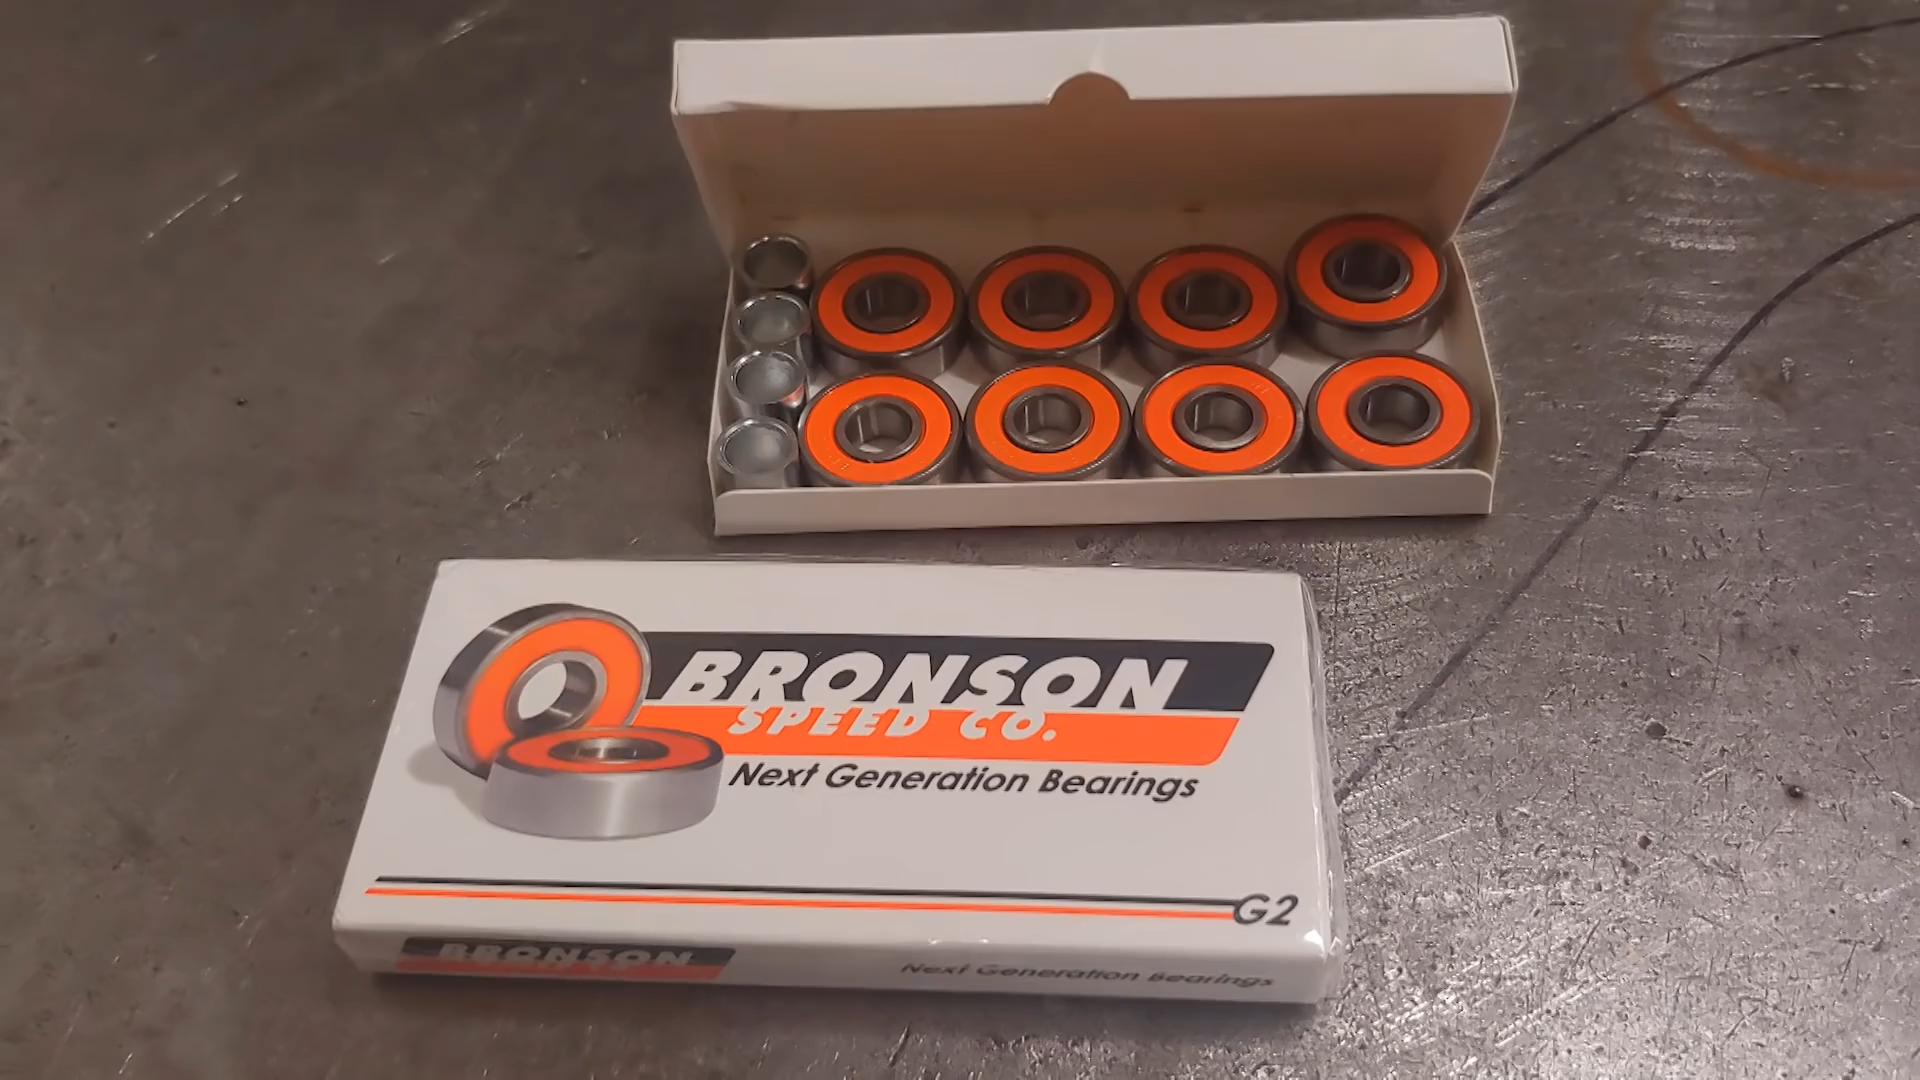 BRONSON
SPEED CO.
Next Generation Bearings
G2
BRONSON
Next Generation Bearings